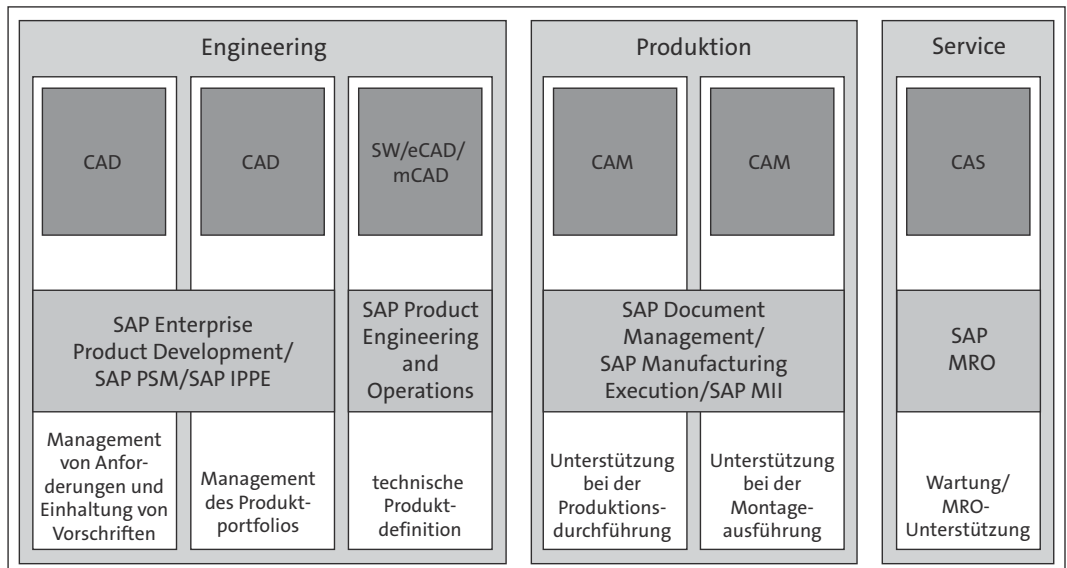 Engineering
CAD
CAD
SW/eCAD/
mCAD
SAP Enterprise
Product Development/
SAP PSM/SAP IPPE
SAP Product
Engineering
and
Operations
Management
von Anfor-
derungen und
Einhaltung von
Vorschriften
Management
des Produkt-
portfolios
technische
Produkt-
definition
Produktion
CAM
CAM
SAP Document
Management/
SAP Manufacturing
Execution/SAP MII
Unterstützung
bei der
Produktions-
durchführung
Unterstützung
bei der
Montage-
ausführung
Service
CAS
SAP
MRO
Wartung/
MRO-
Unterstützung